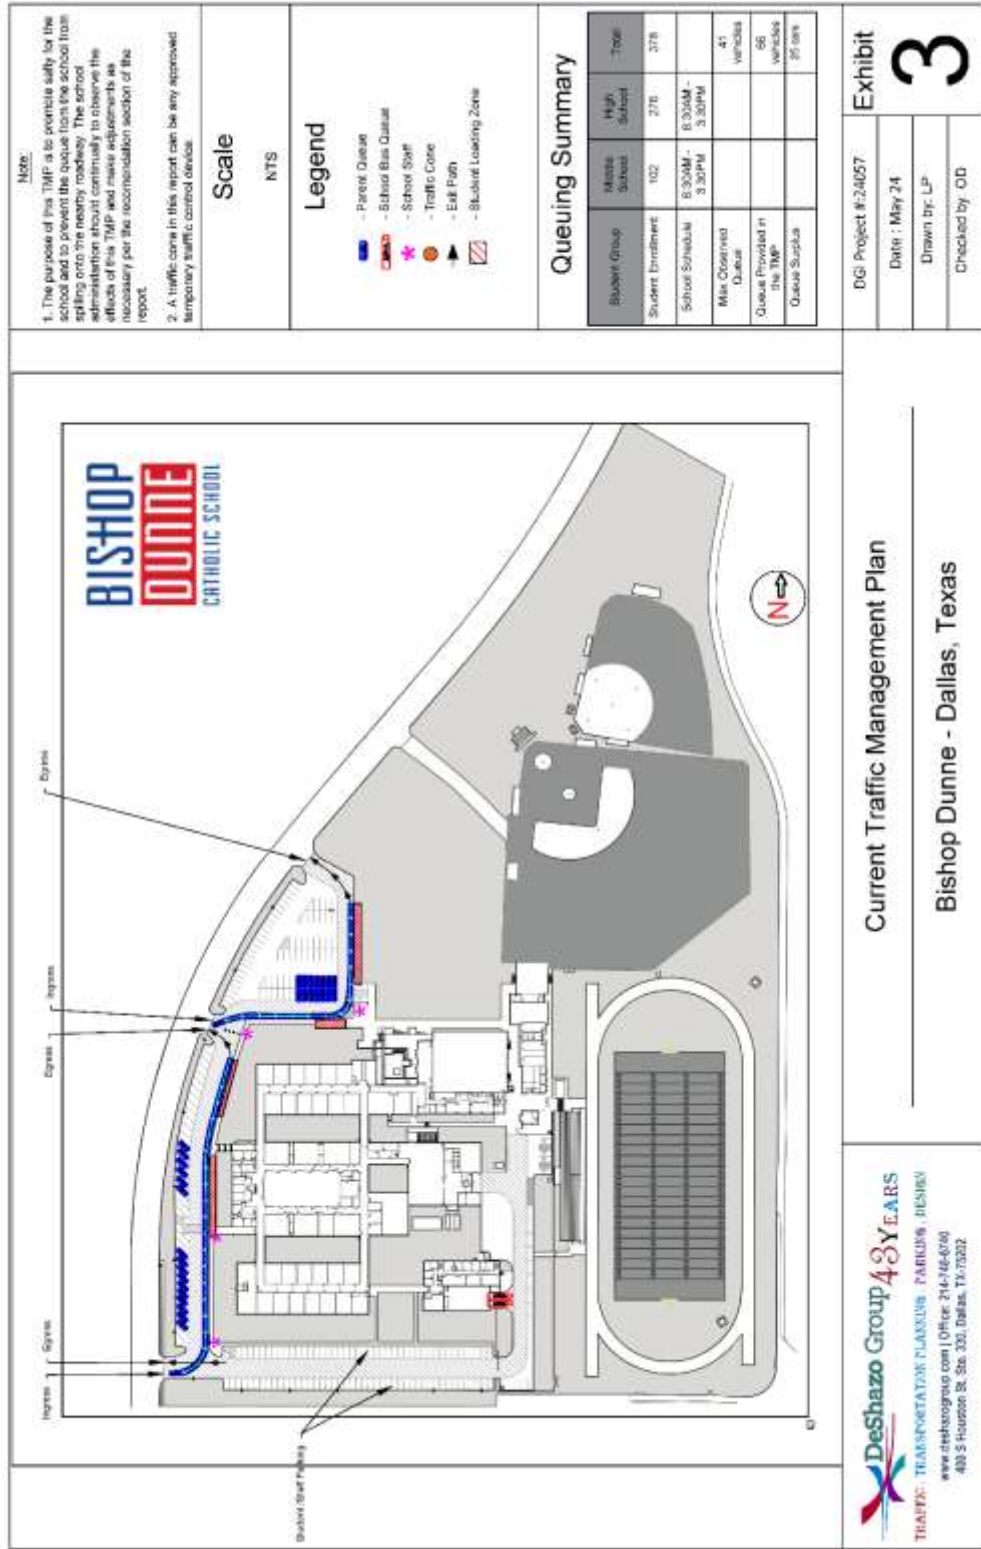 Note:
1. The purpose of this TMP is to promote safty for the
school and to prevent the queue from the school from
spilling onto the nearby roadway. The school
administartion should continually to observe the
effects of this TMP and make adjustments as
necessary per the recomendation section of the
report.
2. A traffic cone in this report can be any approved
temporary traffic control device.
Scale
NTS
Legend
- Parent Queue
- School Bus Queue
- School Staff
- Traffic Cone
- Exit Path
- Student Loading Zone
Queuing Summary
Student Group Middle School High School Total
Student Enrollment 102 276 378
School Schedule 8:30AM - 3:30PM 8:30AM - 3:30PM
Max Observed Queue 41 vehicles
Queue Provided in the TMP 66 vehicles
Queue Surplus 25 cars
DGI Project #:24057
Date : May 24
Drawn by: LP
Checked by: OD
Exhibit
3
BISHOP
DUNNE
CATHOLIC SCHOOL
Ingress
Egress
Egress
Ingress
Egress
Student /Staff Parking
N
Current Traffic Management Plan
Bishop Dunne - Dallas, Texas
DeShazo Group 43 YEARS
TRAFFIC. TRANSPORTATION PLANNING. PARKING. DESIGN
www.deshazogroup.com | Office: 214-748-6740
400 S Houston St, Ste. 330, Dallas, TX-75202